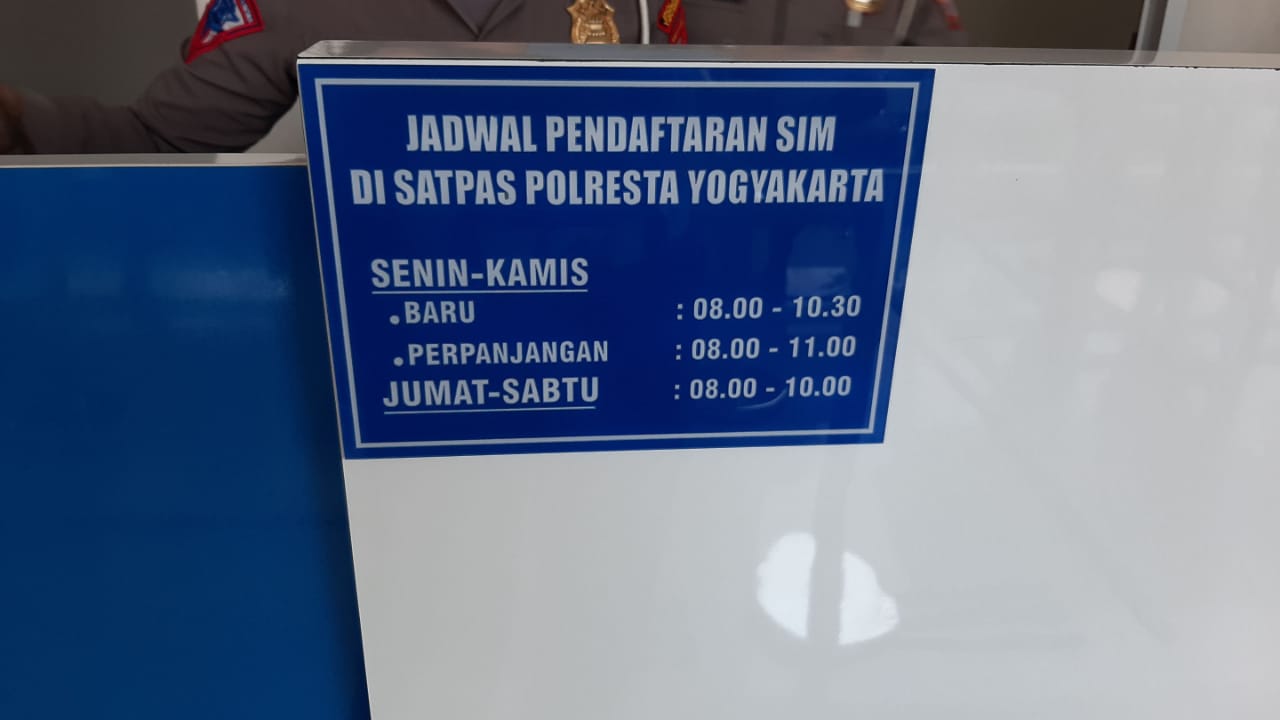 JADWAL PENDAFTARAN SIM
DI SATPAS POLRESTA YOGYAKARTA
SENIN-KAMIS
.BARU : 08.00 - 10.30
.PERPANJANGAN : 08.00 - 11.00
JUMAT-SABTU : 08.00 - 10.00